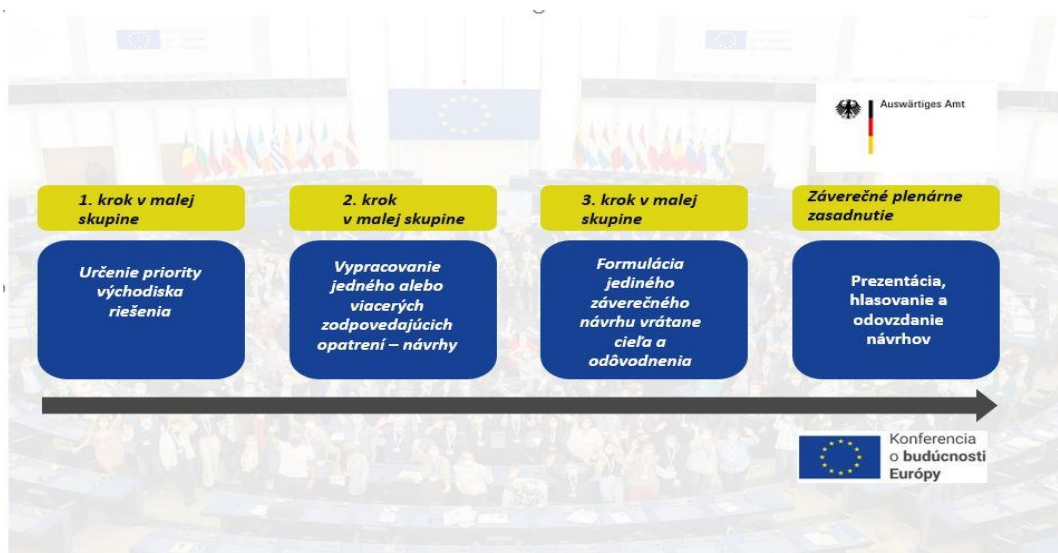 Auswärtiges Amt
1. krok v malej
skupine
2. krok
v malej skupine
3. krok v malej
skupine
Záverečné plenárne
zasadnutie
Určenie priority
východiska
riešenia
Vypracovanie
jedného alebo
viacerých
zodpovedajúcich
opatrení – návrhy
Formulácia
jediného
záverečného
návrhu vrátane
cieľa a
odôvodnenia
Prezentácia,
hlasovanie a
odovzdanie
návrhov
Konferencia
o budúcnosti
Európy